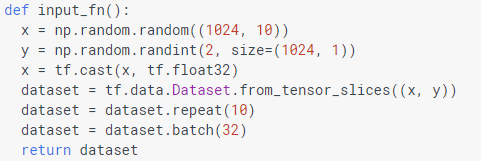 def input_fn():
  x = np.random.random((1024, 10))
  y = np.random.randint(2, size=(1024, 1))
  x = tf.cast(x, tf.float32)
  dataset = tf.data.Dataset.from_tensor_slices((x, y))
  dataset = dataset.repeat(10)
  dataset = dataset.batch(32)
  return dataset